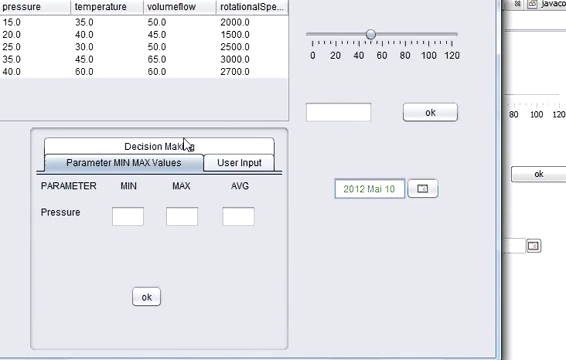 pressure temperature volumeflow rotationalSpe...
15.0 35.0 50.0 2000.0
20.0 40.0 45.0 1500.0
25.0 30.0 50.0 2500.0
35.0 45.0 65.0 3000.0
40.0 60.0 60.0 2700.0
0 20 40 60 80 100 120
ok
Decision Making
Parameter MIN MAX Values User Input
PARAMETER MIN MAX AVG
Pressure
ok
2012 Mai 10
javaco
80 100 120
ok